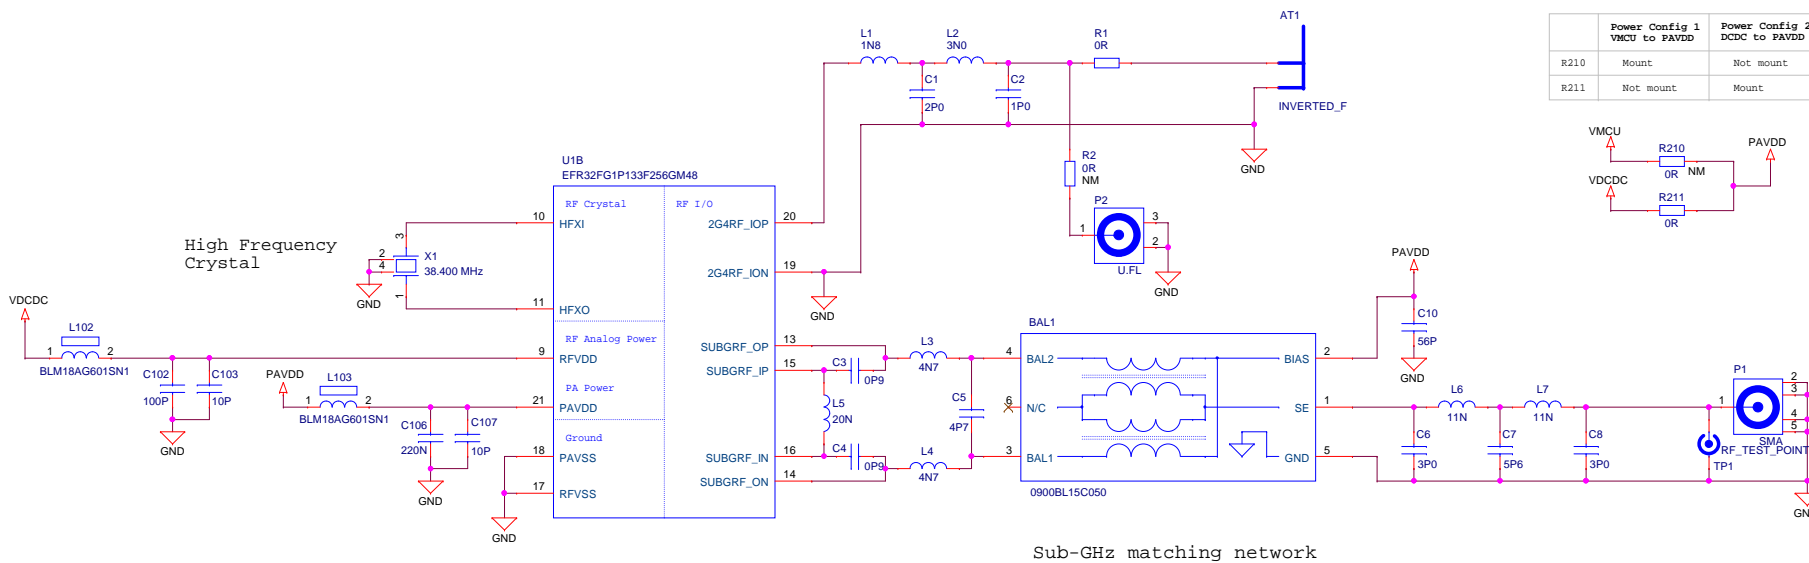 AT1
L1
1N8
L2
3N0
R1
0R
C1
2P0
C2
1P0
INVERTED_F
GND
Power Config 1
VMCU to PAVDD
Power Config 2
DCDC to PAVDD
R210
Mount
Not mount
R211
Not mount
Mount
VMCU
R210
0R
NM
PAVDD
VDCDC
R211
0R
R2
0R
NM
P2
1
3
2
U.FL
GND
U1B
EFR32FG1P133F256GM48
RF Crystal
RF I/O
10
HFXI
2G4RF_IOP
20
2G4RF_ION
19
GND
High Frequency
Crystal
3
2
4
1
X1
38.400 MHz
GND
11
HFXO
VDCDC
L102
1
2
BLM18AG601SN1
C102
100P
C103
10P
GND
RF Analog Power
9
RFVDD
PA Power
21
PAVDD
PAVDD
L103
1
2
BLM18AG601SN1
C106
220N
C107
10P
GND
Ground
18
PAVSS
17
RFVSS
GND
SUBGRF_OP
13
SUBGRF_IP
15
SUBGRF_IN
16
SUBGRF_ON
14
C3
0P9
L5
20N
C4
0P9
L3
4N7
L4
4N7
C5
4P7
BAL1
4
BAL2
6
N/C
3
BAL1
BIAS
2
SE
1
GND
5
0900BL15C050
PAVDD
C10
56P
GND
L6
11N
L7
11N
C6
3P0
C7
5P6
C8
3P0
P1
1
2
3
4
5
SMA
RF_TEST_POINT
TP1
GN
Sub-GHz matching network